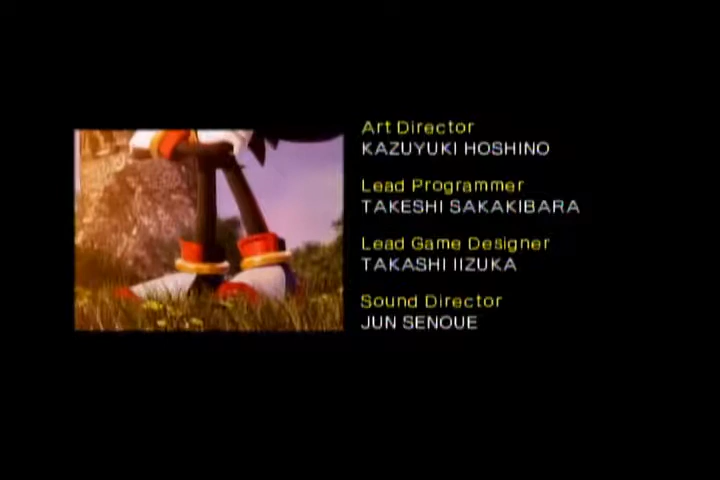 Art Director
KAZUYUKI HOSHINO
Lead Programmer
TAKESHI SAKAKIBARA
Lead Game Designer
TAKASHI IIZUKA
Sound Director
JUN SENOUE